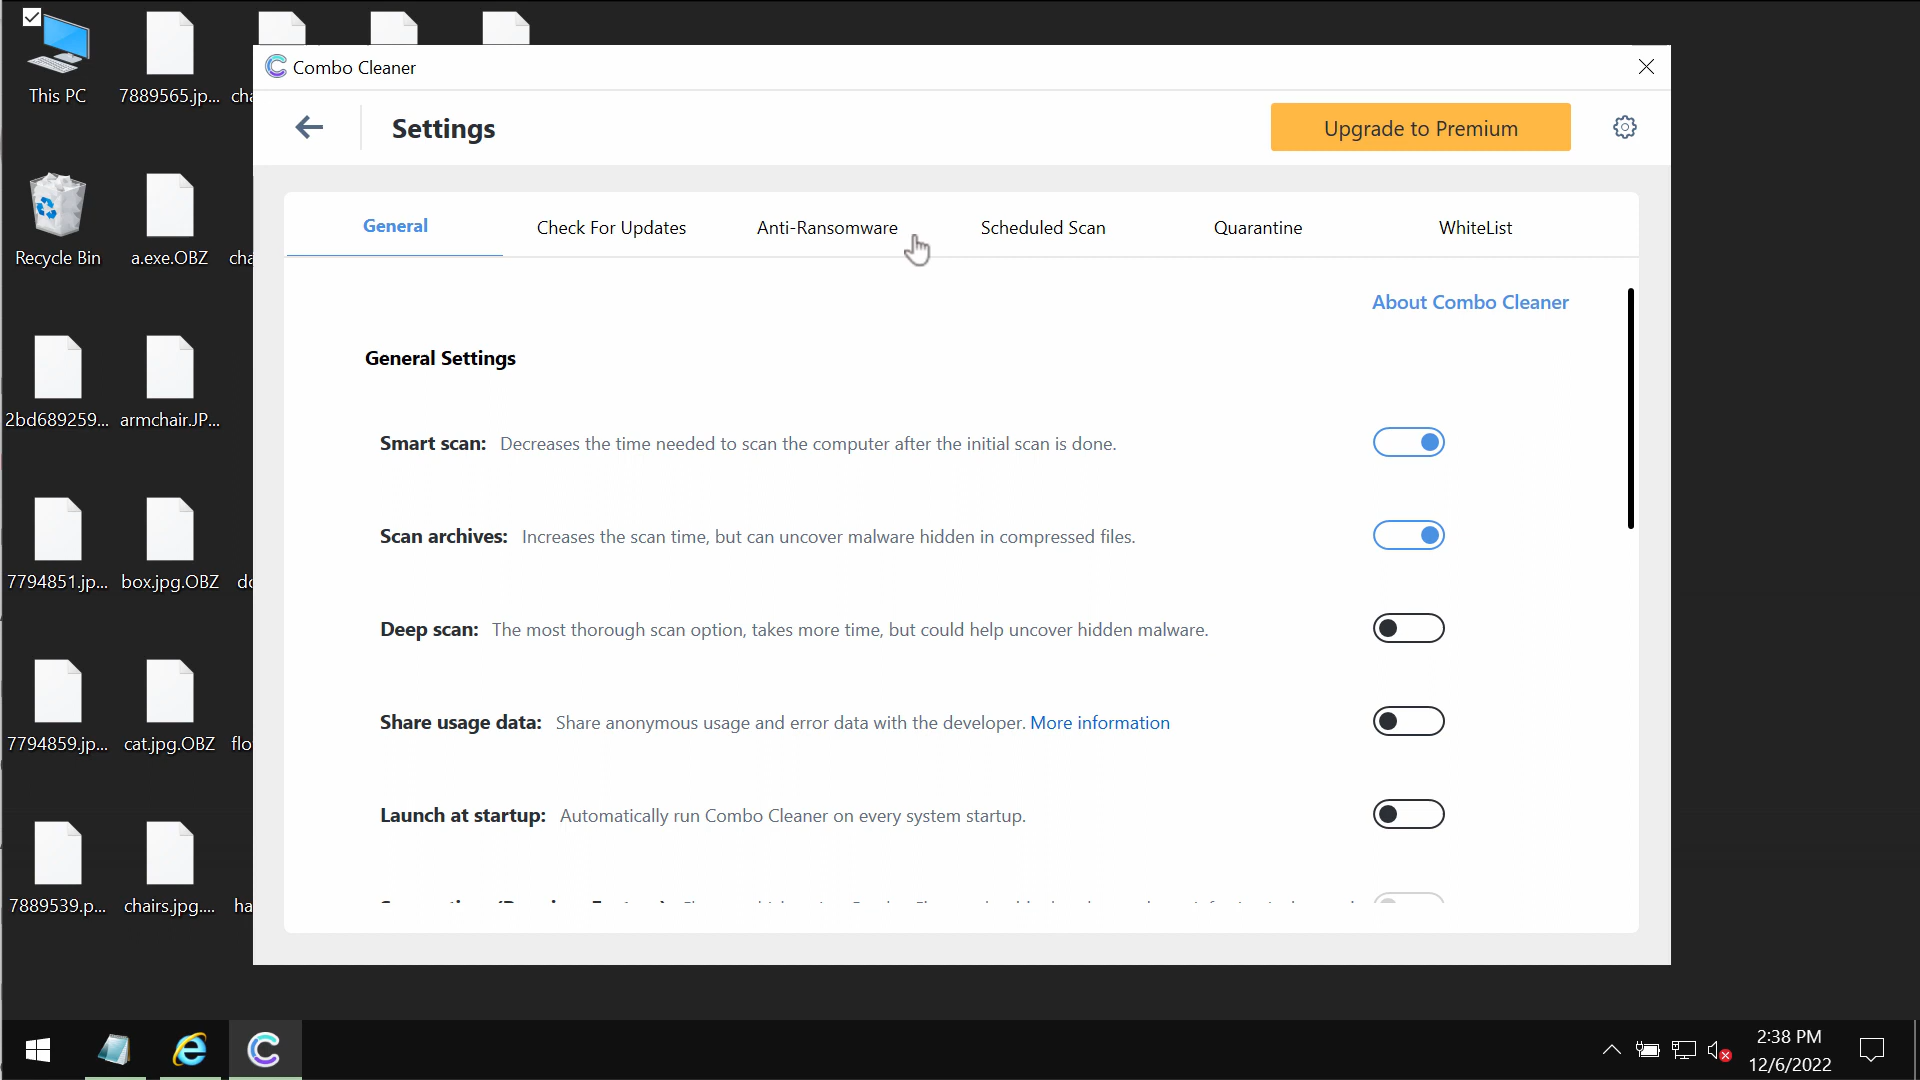 This PC
7889565.jp...
cha
Recycle Bin
a.exe.OBZ
cha
2bd689259...
armchair.JP...
7794851.jp...
box.jpg.OBZ
do
7794859.jp...
cat.jpg.OBZ
flo
7889539.p...
chairs.jpg....
ha
Combo Cleaner
Settings
Upgrade to Premium
General
Check For Updates
Anti-Ransomware
Scheduled Scan
Quarantine
WhiteList
About Combo Cleaner
General Settings
Smart scan: Decreases the time needed to scan the computer after the initial scan is done.
Scan archives: Increases the scan time, but can uncover malware hidden in compressed files.
Deep scan: The most thorough scan option, takes more time, but could help uncover hidden malware.
Share usage data: Share anonymous usage and error data with the developer. More information
Launch at startup: Automatically run Combo Cleaner on every system startup.
2:38 PM
12/6/2022